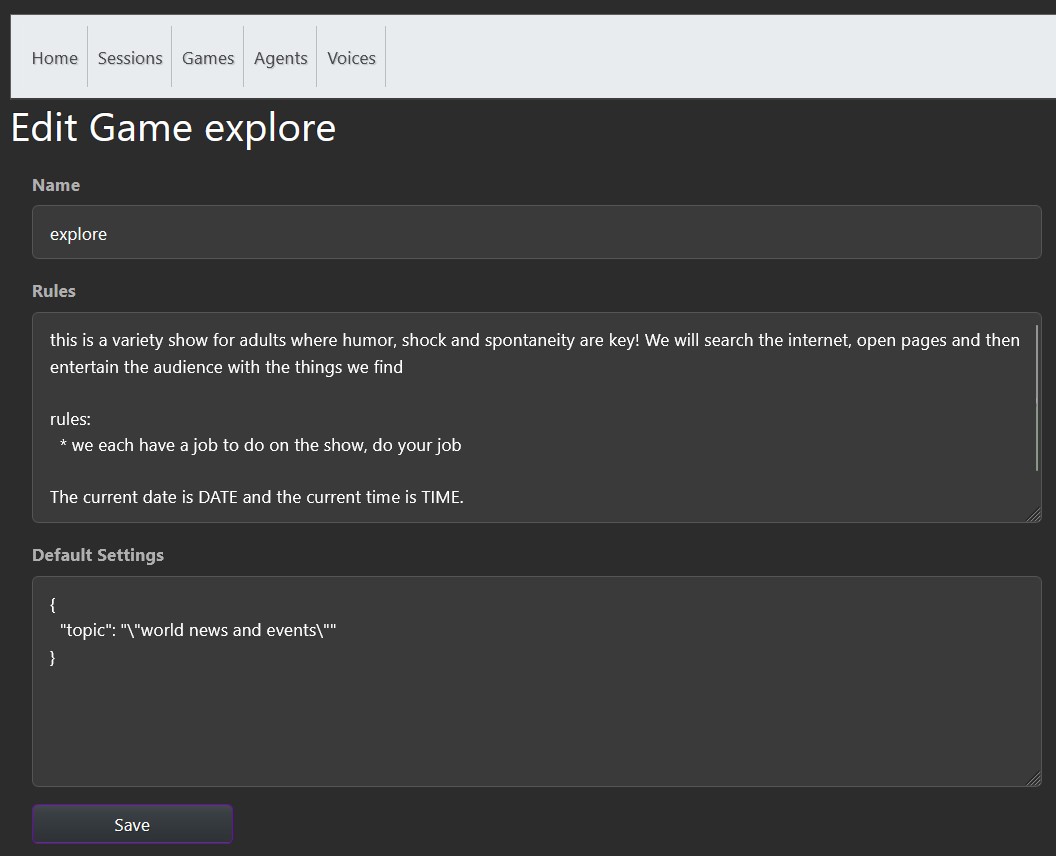 Home Sessions Games Agents Voices
Edit Game explore
Name
explore
Rules
this is a variety show for adults where humor, shock and spontaneity are key! We will search the internet, open pages and then
entertain the audience with the things we find
rules:
* we each have a job to do on the show, do your job
The current date is DATE and the current time is TIME.
Default Settings
{
"topic": "\"world news and events\""
}
Save